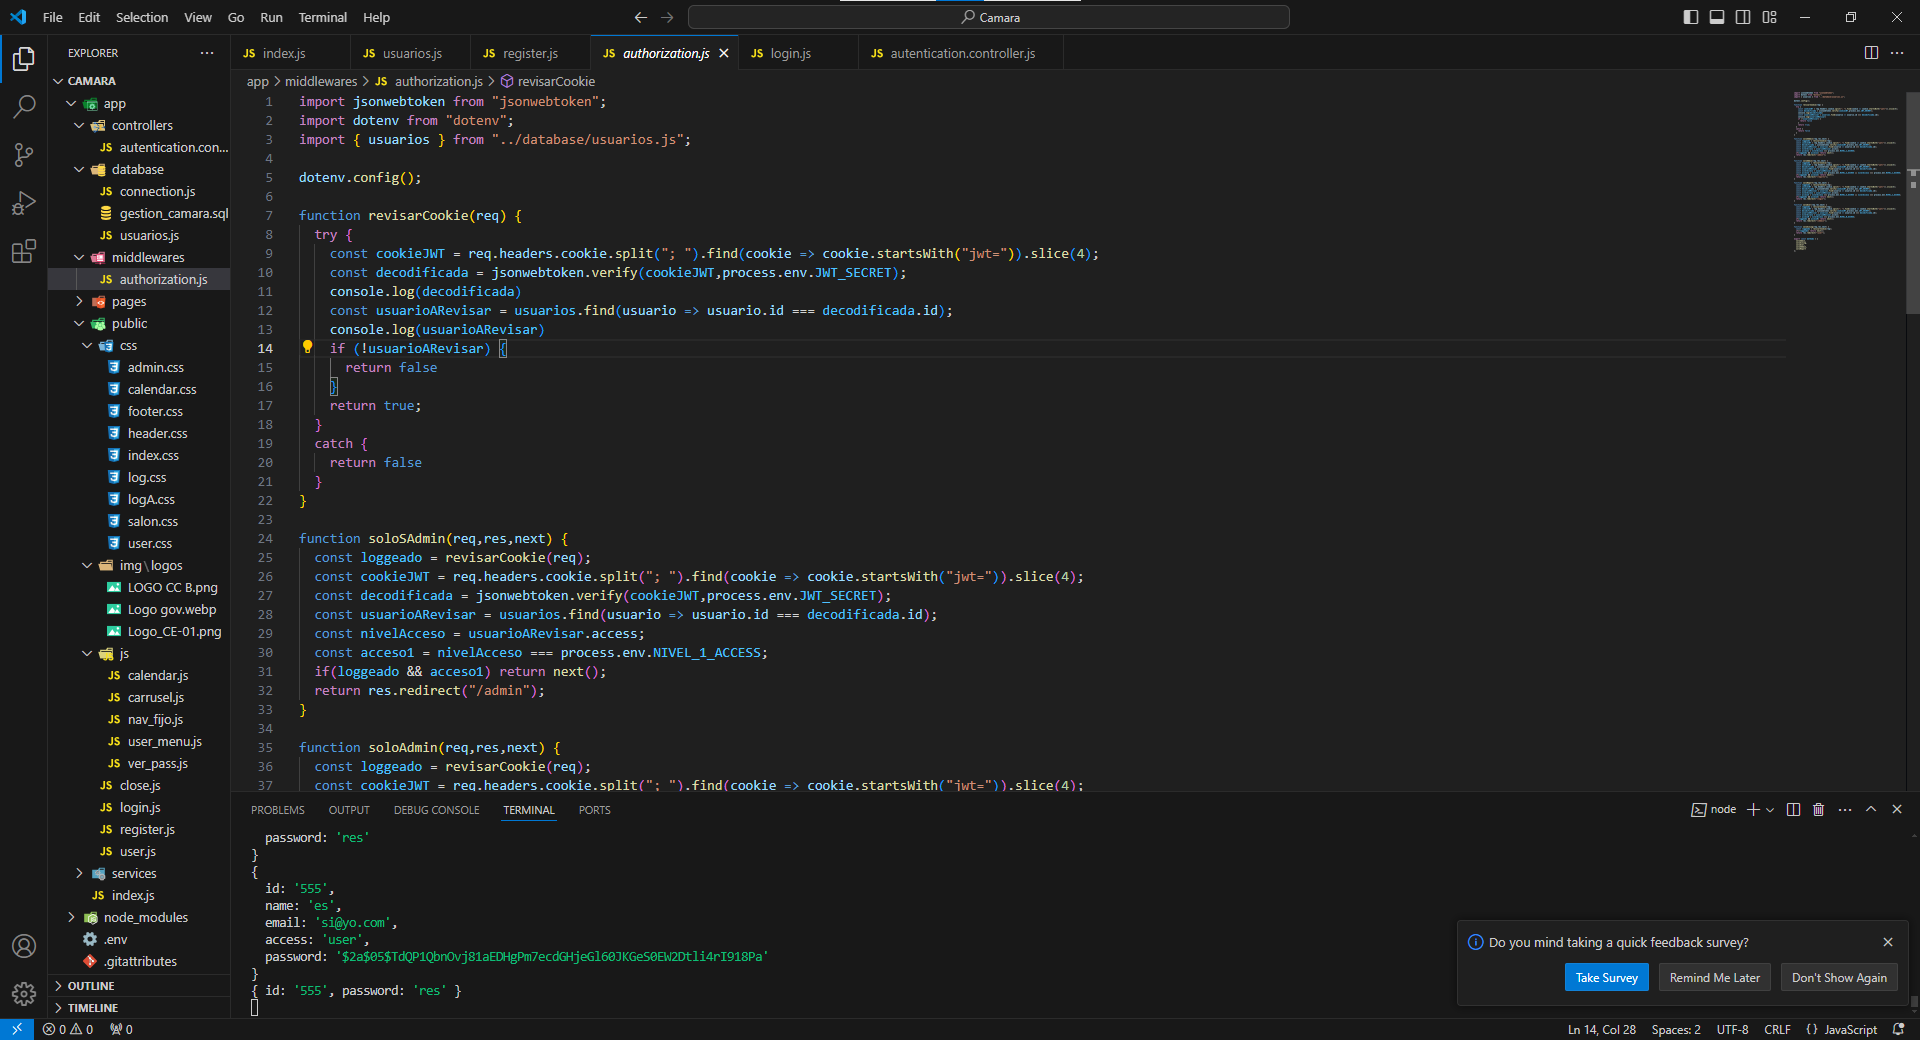 File Edit Selection View Go Run Terminal Help
Camara
EXPLORER
CAMARA
app
controllers
autentication.con...
database
connection.js
gestion_camara.sql
usuarios.js
middlewares
authorization.js
pages
public
css
admin.css
calendar.css
footer.css
header.css
index.css
log.css
logA.css
salon.css
user.css
img\logos
LOGO CC B.png
Logo gov.webp
Logo_CE-01.png
js
calendar.js
carrusel.js
nav_fijo.js
user_menu.js
ver_pass.js
close.js
login.js
register.js
user.js
services
index.js
node_modules
.env
.gitattributes
OUTLINE
TIMELINE
JS index.js JS usuarios.js JS register.js JS authorization.js JS login.js JS autentication.controller.js
app > middlewares > JS authorization.js > revisarCookie
1 import jsonwebtoken from "jsonwebtoken";
2 import dotenv from "dotenv";
3 import { usuarios } from "../database/usuarios.js";
4
5 dotenv.config();
6
7 function revisarCookie(req) {
8 try {
9 const cookieJWT = req.headers.cookie.split("; ").find(cookie => cookie.startsWith("jwt=")).slice(4);
10 const decodificada = jsonwebtoken.verify(cookieJWT,process.env.JWT_SECRET);
11 console.log(decodificada)
12 const usuarioARevisar = usuarios.find(usuario => usuario.id === decodificada.id);
13 console.log(usuarioARevisar)
14 if (!usuarioARevisar) {
15 return false
16 }
17 return true;
18 }
19 catch {
20 return false
21 }
22 }
23
24 function soloSAdmin(req,res,next) {
25 const loggeado = revisarCookie(req);
26 const cookieJWT = req.headers.cookie.split("; ").find(cookie => cookie.startsWith("jwt=")).slice(4);
27 const decodificada = jsonwebtoken.verify(cookieJWT,process.env.JWT_SECRET);
28 const usuarioARevisar = usuarios.find(usuario => usuario.id === decodificada.id);
29 const nivelAcceso = usuarioARevisar.access;
30 const acceso1 = nivelAcceso === process.env.NIVEL_1_ACCESS;
31 if(loggeado && acceso1) return next();
32 return res.redirect("/admin");
33 }
34
35 function soloAdmin(req,res,next) {
36 const loggeado = revisarCookie(req);
37 const cookieJWT = req.headers.cookie.split("; ").find(cookie => cookie.startsWith("jwt=")).slice(4);
PROBLEMS OUTPUT DEBUG CONSOLE TERMINAL PORTS
node
password: 'res'
}
{
id: '555',
name: 'es',
email: 'si@yo.com',
access: 'user',
password: '$2a$05$TdQP1QbnOvj81aEDHgPm7ecdGHjeGl60JKGeS0EW2Dtli4rI918Pa'
}
{ id: '555', password: 'res' }
Do you mind taking a quick feedback survey?
Take Survey Remind Me Later Don't Show Again
0 0 0
Ln 14, Col 28 Spaces: 2 UTF-8 CRLF {} JavaScript